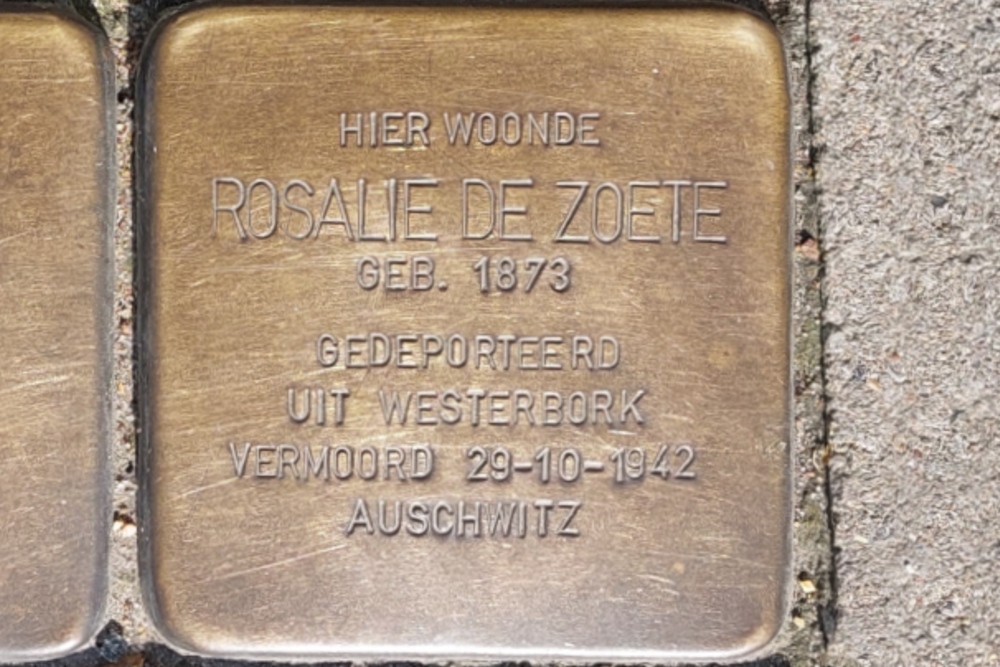 HIER WOONDE
ROSALIE DE ZOETE
GEB. 1873
GEDEPORTEERD
UIT WESTERBORK
VERMOORD 29-10-1942
AUSCHWITZ